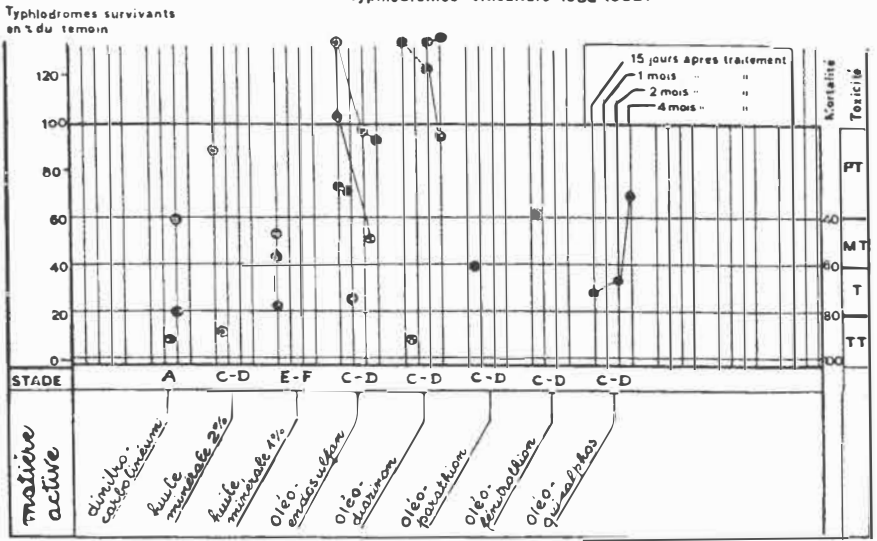 Typhlodromes survivants
en % du temoin
15 jours apres traitement
1 mois " "
2 mois " "
4 mois " "
Mortalité
Toxicité
120
100
80
60
40
20
0
40
60
80
100
PT
MT
T
TT
STADE A C-D E-F C-D C-D C-D C-D C-D
matière
active
dinitro-
carbolineum
huile
minérale 2%
huile
minerale 1%
oléo-
endosulfan
oléo-
diazinon
oléo-
parathion
oléo-
fénitrothion
oléo-
quinalphos